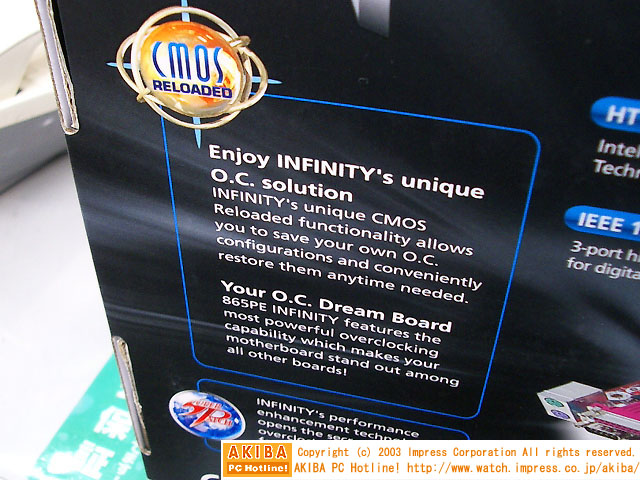 CMOS
RELOADED
Enjoy INFINITY's unique
O.C. solution
INFINITY's unique CMOS
Reloaded functionality allows
you to save your own O.C.
configurations and conveniently
restore them anytime needed.
Your O.C. Dream Board
865PE INFINITY features the
most powerful overclocking
capability which makes your
motherboard stand out among
all other boards!
INFINITY's performance
enhancement
opens the
HT
Techn
IEEE 1
3-port
for digita
AKIBA
PC Hotline!
Copyright (c) 2003 Impress Corporation All rights reserved.
AKIBA PC Hotline! http://www.watch.impress.co.jp/akiba/